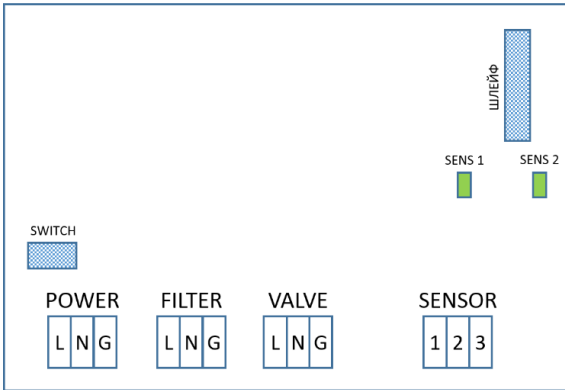 ШЛЕЙФ
SENS 1 SENS 2
SWITCH
POWER FILTER VALVE SENSOR
L N G L N G L N G 1 2 3